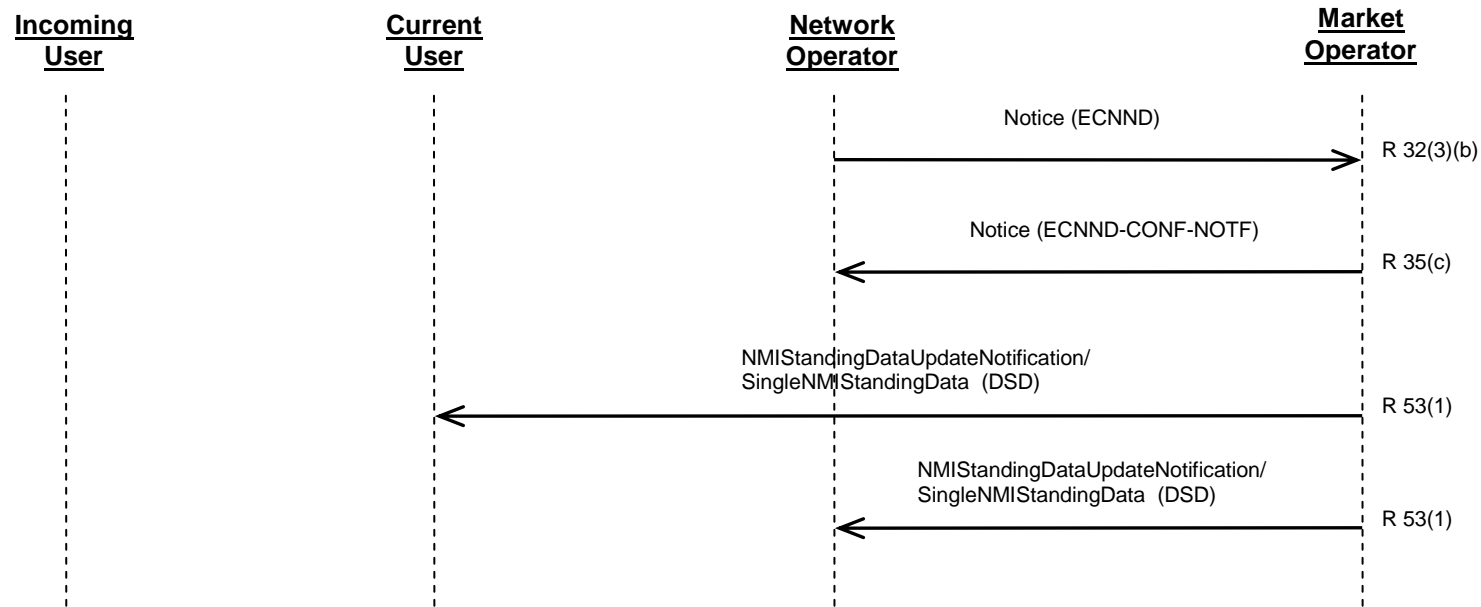 Incoming
User
Current
User
Network
Operator
Market
Operator
Notice (ECNND)
R 32(3)(b)
Notice (ECNND-CONF-NOTF)
R 35(c)
NMIStandingDataUpdateNotification/
SingleNMIStandingData (DSD)
R 53(1)
NMIStandingDataUpdateNotification/
SingleNMIStandingData (DSD)
R 53(1)